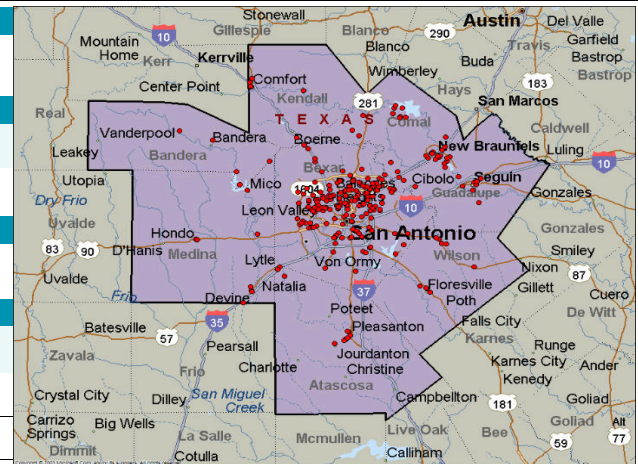 Stonewall
Austin
Del Valle
Gillespie
Blanco
290
Garfield
Mountain
Home
10
Kerrville
Kerr
Blanco
Travis
Bastrop
Wimberley
Buda
Bastrop
Comfort
Center Point
183
Kendall
281
Hays
San Marcos
Real
TEXAS
Comal
Caldwell
Vanderpool
Bandera
Boerne
New Braunfels
Luling
Leakey
Bandera
Bexar
10
Utopia
Mico
1604
Cibolo
Seguin
Guadalupe
Gonzales
Dry Frio
Leon Valley
10
Uvalde
Hondo
San Antonio
Gonzales
83
90
D'Hanis
Medina
Lytle
Von Ormy
Wilson
Smiley
Nixon
87
Uvalde
Natalia
37
Floresville
Gillett
Frio
Devine
Poth
Cuero
Poteet
De Witt
Batesville
35
Pleasanton
Falls City
57
Pearsall
Karnes
Runge
Zavala
Jourdanton
Karnes City
Ander
Charlotte
Christine
Kenedy
Frio
Atascosa
Crystal City
Dilley
San Miguel
Creek
Campbellton
Goliad
181
Carrizo
Springs
Big Wells
Live Oak
Goliad
Alt
77
La Salle
Mcmullen
Bee
59
Dimmit
Cotulla
Calliham